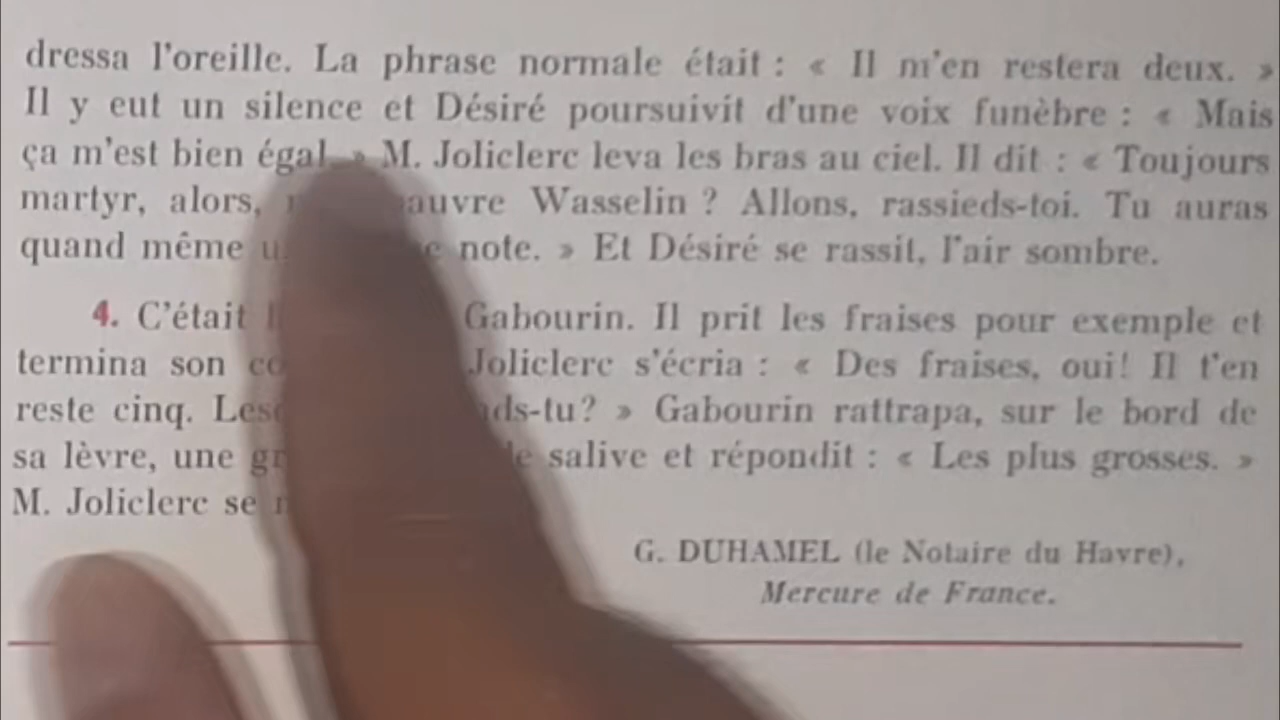 dressa l'oreille. La phrase normale était : « Il m'en restera deux. »
Il y eut un silence et Désiré poursuivit d'une voix funèbre : « Mais
ça m'est bien égal. » M. Joliclerc leva les bras au ciel. Il dit : « Toujours
martyr, alors, Wasselin ? Allons, rassieds-toi. Tu auras
quand même note. » Et Désiré se rassit, l'air sombre.
4. C'était Gabourin. Il prit les fraises pour exemple et
termina son Joliclerc s'écria : « Des fraises, oui! Il t'en
reste cinq. » Gabourin rattrapa, sur le bord de
sa lèvre, une salive et répondit : « Les plus grosses. »
M. Joliclerc se
G. DUHAMEL (le Notaire du Havre),
Mercure de France.